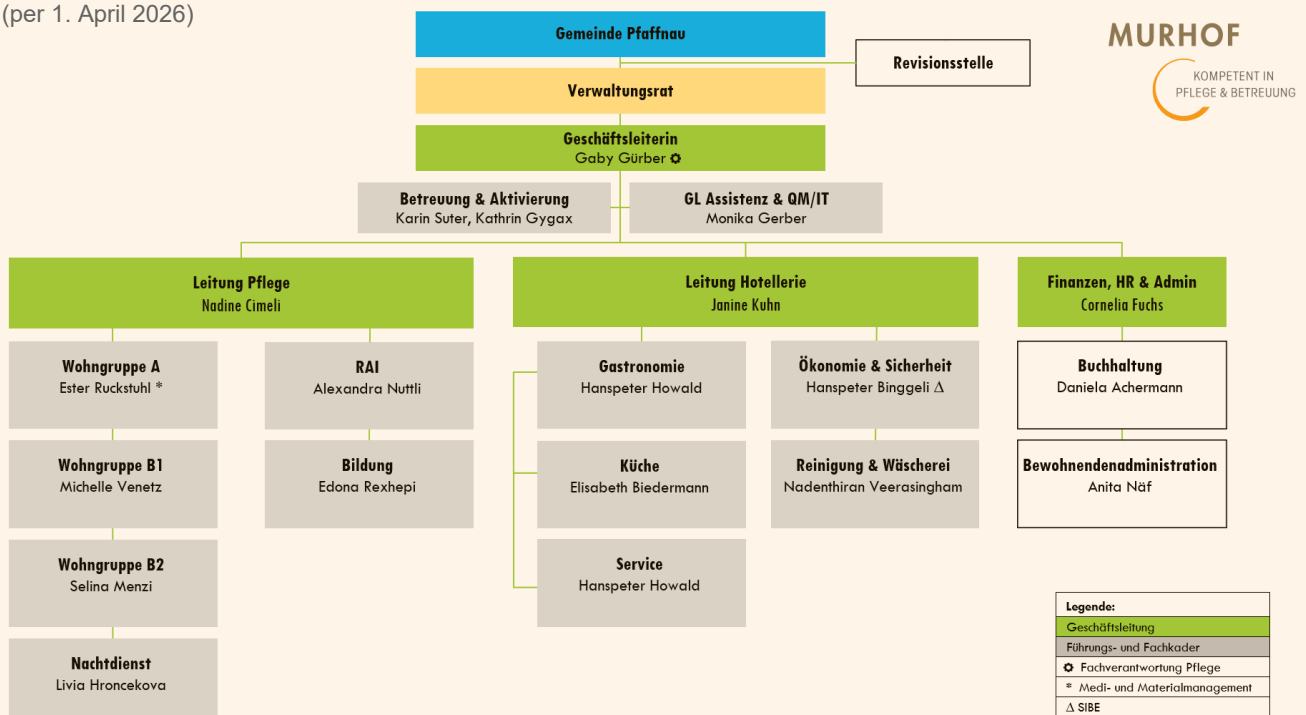 (per 1. April 2026)
Gemeinde Pfaffnau
Revisionsstelle
MURHOF
KOMPETENT IN
PFLEGE & BETREUUNG
Verwaltungsrat
Geschäftsleiterin
Gaby Gürber ✪
Betreuung & Aktivierung
Karin Suter, Kathrin Gygax
GL Assistenz & QM/IT
Monika Gerber
Leitung Pflege
Nadine Cimeli
Leitung Hotellerie
Janine Kuhn
Finanzen, HR & Admin
Cornelia Fuchs
Wohngruppe A
Ester Ruckstuhl *
RAI
Alexandra Nuttli
Gastronomie
Hanspeter Howald
Ökonomie & Sicherheit
Hanspeter Binggeli Δ
Buchhaltung
Daniela Achermann
Wohngruppe B1
Michelle Venetz
Bildung
Edona Rexhepi
Küche
Elisabeth Biedermann
Reinigung & Wäscherei
Nadenthiran Veerasingham
Bewohnendenadministration
Anita Näf
Wohngruppe B2
Selina Menzi
Service
Hanspeter Howald
Nachtdienst
Livia Hroncekova
Legende:
Geschäftsleitung
Führungs- und Fachkader
✪ Fachverantwortung Pflege
* Medi- und Materialmanagement
Δ SIBE